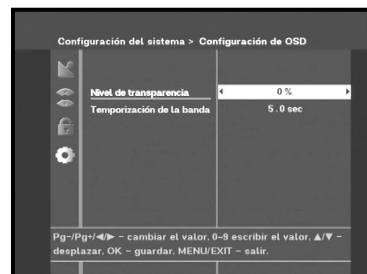 Configuración del sistema > Configuración de OSD
Nivel de transparencia 0 %
Temporización de la banda 5.0 sec
Pg-/Pg+/◄/► - cambiar el valor, 0-9 escribir el valor, ▲/▼ -
desplazar, OK - guardar, MENU/EXIT - salir.